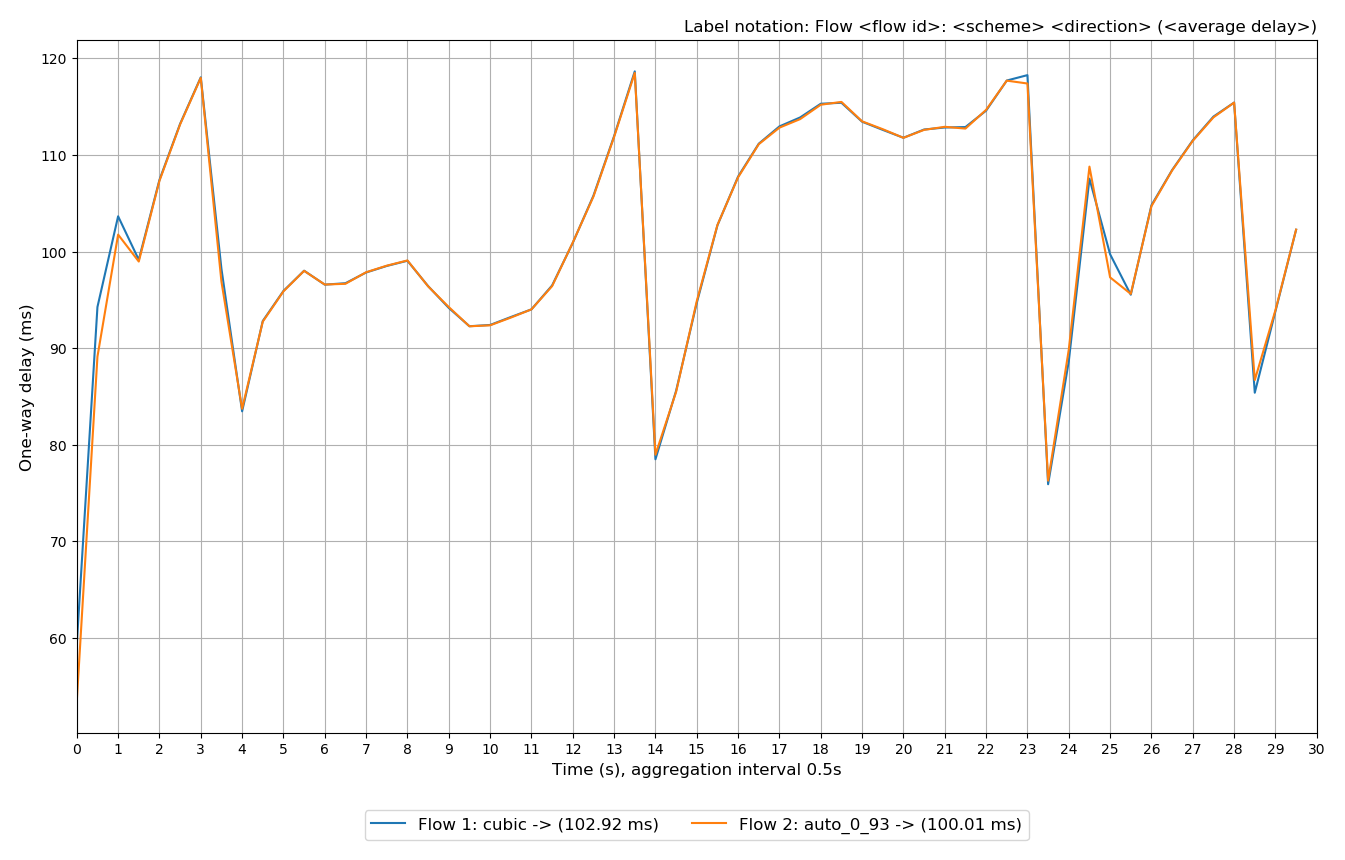 Label notation: Flow <flow id>: <scheme> <direction> (<average delay>)
120
110
100
90
80
70
60
One-way delay (ms)
0 1 2 3 4 5 6 7 8 9 10 11 12 13 14 15 16 17 18 19 20 21 22 23 24 25 26 27 28 29 30
Time (s), aggregation interval 0.5s
Flow 1: cubic -> (102.92 ms) Flow 2: auto_0_93 -> (100.01 ms)